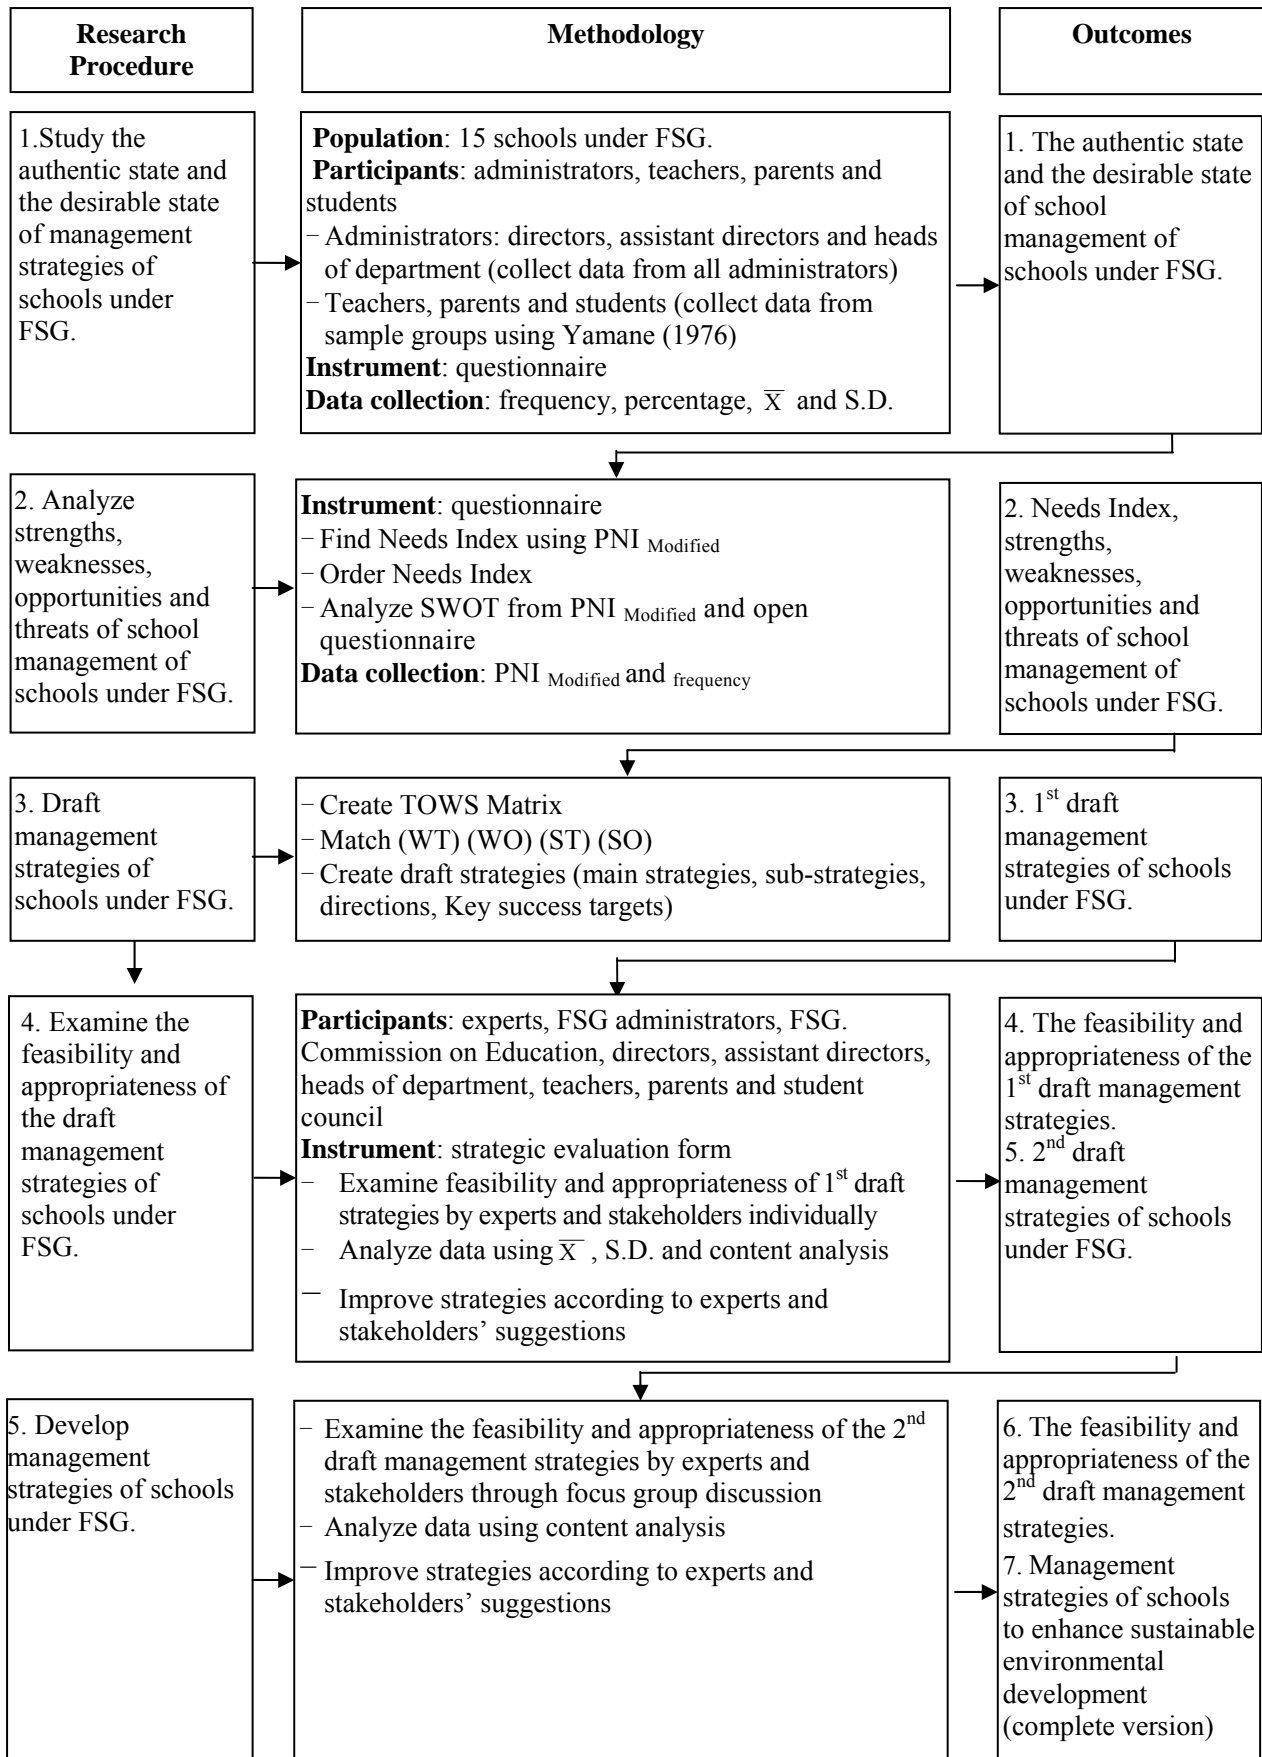 Research
Procedure
Methodology
Outcomes
1.Study the
authentic state and
the desirable state
of management
strategies of
schools under
FSG.
Population: 15 schools under FSG.
Participants: administrators, teachers, parents and
students
– Administrators: directors, assistant directors and heads
of department (collect data from all administrators)
– Teachers, parents and students (collect data from
sample groups using Yamane (1976)
Instrument: questionnaire
Data collection: frequency, percentage, X̅ and S.D.
1. The authentic state
and the desirable state
of school
management of
schools under FSG.
2. Analyze
strengths,
weaknesses,
opportunities and
threats of school
management of
schools under FSG.
Instrument: questionnaire
– Find Needs Index using PNI Modified
– Order Needs Index
– Analyze SWOT from PNI Modified and open
questionnaire
Data collection: PNI Modified and frequency
2. Needs Index,
strengths,
weaknesses,
opportunities and
threats of school
management of
schools under FSG.
3. Draft
management
strategies of
schools under FSG.
– Create TOWS Matrix
– Match (WT) (WO) (ST) (SO)
– Create draft strategies (main strategies, sub-strategies,
directions, Key success targets)
3. 1st draft
management
strategies of schools
under FSG.
4. Examine the
feasibility and
appropriateness of
the draft
management
strategies of
schools under
FSG.
Participants: experts, FSG administrators, FSG.
Commission on Education, directors, assistant directors,
heads of department, teachers, parents and student
council
Instrument: strategic evaluation form
– Examine feasibility and appropriateness of 1st draft
strategies by experts and stakeholders individually
– Analyze data using X̅ , S.D. and content analysis
– Improve strategies according to experts and
stakeholders’ suggestions
4. The feasibility and
appropriateness of the
1st draft management
strategies.
5. 2nd draft
management
strategies of schools
under FSG.
5. Develop
management
strategies of schools
under FSG.
– Examine the feasibility and appropriateness of the 2nd
draft management strategies by experts and
stakeholders through focus group discussion
– Analyze data using content analysis
– Improve strategies according to experts and
stakeholders’ suggestions
6. The feasibility and
appropriateness of the
2nd draft management
strategies.
7. Management
strategies of schools
to enhance sustainable
environmental
development
(complete version)